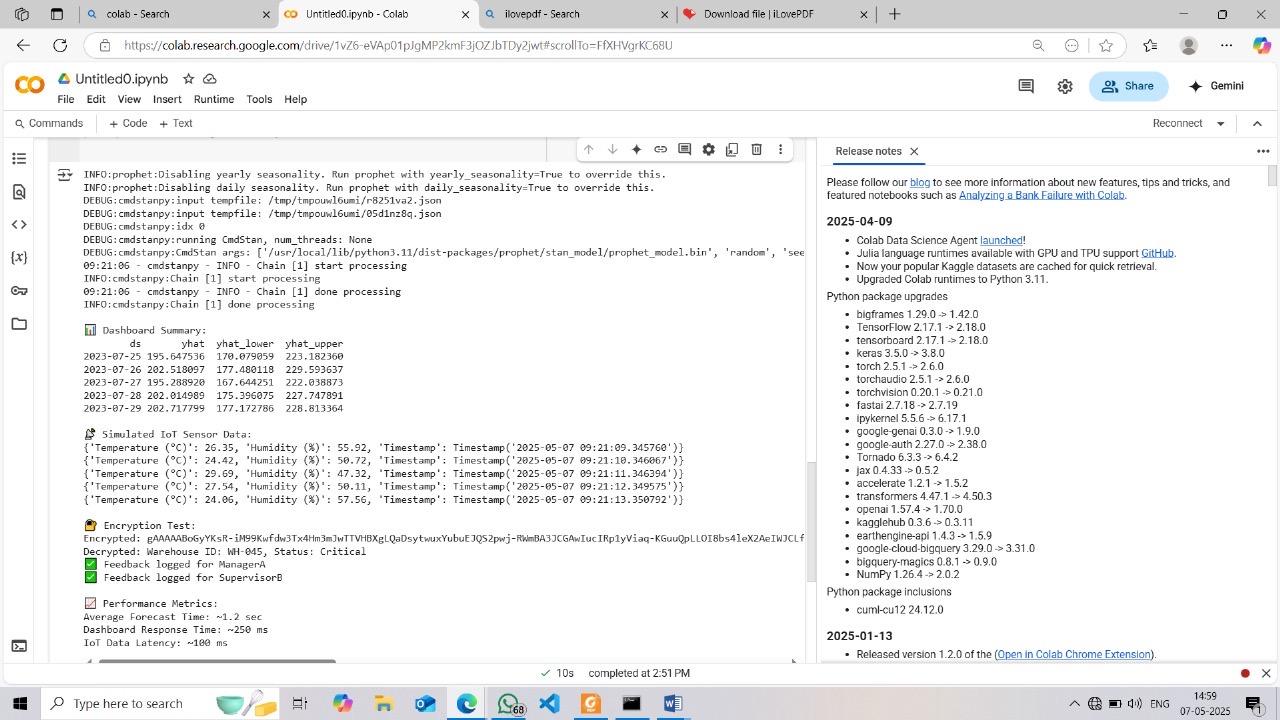 Untitled0.ipynb - Colab
ilovepdf - Search
Download file | iLovePDF
https://colab.research.google.com/drive/1vZ6-eVAp01pJgMP2kmF3jOZJbTDy2jwt#scrollTo=FfXHVgrKC68U
Untitled0.ipynb
File Edit View Insert Runtime Tools Help
Share
Gemini
Commands + Code + Text
Reconnect
INFO:prophet:Disabling yearly seasonality. Run prophet with yearly_seasonality=True to override this.
INFO:prophet:Disabling daily seasonality. Run prophet with daily_seasonality=True to override this.
DEBUG:cmdstanpy:input tempfile: /tmp/tmpouwl6umi/r8251va2.json
DEBUG:cmdstanpy:input tempfile: /tmp/tmpouwl6umi/05d1nz8q.json
DEBUG:cmdstanpy:idx 0
DEBUG:cmdstanpy:running CmdStan, num_threads: None
DEBUG:cmdstanpy:CmdStan args: ['/usr/local/lib/python3.11/dist-packages/prophet/stan_model/prophet_model.bin', 'random', 'see
09:21:06 - cmdstanpy - INFO - Chain [1] start processing
INFO:cmdstanpy:Chain [1] start processing
09:21:06 - cmdstanpy - INFO - Chain [1] done processing
INFO:cmdstanpy:Chain [1] done processing
Dashboard Summary:
ds yhat yhat_lower yhat_upper
2023-07-25 195.647536 170.079059 223.182360
2023-07-26 202.518097 177.480118 229.593637
2023-07-27 195.288920 167.644251 222.038873
2023-07-28 202.014989 175.396075 227.747891
2023-07-29 202.717799 177.172786 228.813364
Simulated IoT Sensor Data:
{'Temperature (°C)': 26.35, 'Humidity (%)': 55.92, 'Timestamp': Timestamp('2025-05-07 09:21:09.345760')}
{'Temperature (°C)': 24.42, 'Humidity (%)': 50.72, 'Timestamp': Timestamp('2025-05-07 09:21:10.346067')}
{'Temperature (°C)': 29.69, 'Humidity (%)': 47.32, 'Timestamp': Timestamp('2025-05-07 09:21:11.346394')}
{'Temperature (°C)': 27.54, 'Humidity (%)': 50.11, 'Timestamp': Timestamp('2025-05-07 09:21:12.349575')}
{'Temperature (°C)': 24.06, 'Humidity (%)': 57.56, 'Timestamp': Timestamp('2025-05-07 09:21:13.350792')}
Encryption Test:
Encrypted: gAAAAABoGyYKsR-iM99Kwfdw3Tx4Hm3mJwTTVHBXgLQaDsytwuxYubuEJQS2pwj-RWmBA3JCGAwIucIRp1yViaq-KGuuQpLLOI8bs4leX2AeIWJCLf
Decrypted: Warehouse ID: WH-045, Status: Critical
Feedback logged for ManagerA
Feedback logged for SupervisorB
Performance Metrics:
Average Forecast Time: ~1.2 sec
Dashboard Response Time: ~250 ms
IoT Data Latency: ~100 ms
Release notes
Please follow our blog to see more information about new features, tips and tricks, and
featured notebooks such as Analyzing a Bank Failure with Colab.
2025-04-09
Colab Data Science Agent launched!
Julia language runtimes available with GPU and TPU support GitHub.
Now your popular Kaggle datasets are cached for quick retrieval.
Upgraded Colab runtimes to Python 3.11.
Python package upgrades
bigframes 1.29.0 -> 1.42.0
TensorFlow 2.17.1 -> 2.18.0
tensorboard 2.17.1 -> 2.18.0
keras 3.5.0 -> 3.8.0
torch 2.5.1 -> 2.6.0
torchaudio 2.5.1 -> 2.6.0
torchvision 0.20.1 -> 0.21.0
fastai 2.7.18 -> 2.7.19
ipykernel 5.5.6 -> 6.17.1
google-genai 0.3.0 -> 1.9.0
google-auth 2.27.0 -> 2.38.0
Tornado 6.3.3 -> 6.4.2
jax 0.4.33 -> 0.5.2
accelerate 1.2.1 -> 1.5.2
transformers 4.47.1 -> 4.50.3
openai 1.57.4 -> 1.70.0
kagglehub 0.3.6 -> 0.3.11
earthengine-api 1.4.3 -> 1.5.9
google-cloud-bigquery 3.29.0 -> 3.31.0
bigquery-magics 0.8.1 -> 0.9.0
NumPy 1.26.4 -> 2.0.2
Python package inclusions
cuml-cu12 24.12.0
2025-01-13
Released version 1.2.0 of the (Open in Colab Chrome Extension).
10s completed at 2:51 PM
Type here to search
68
ENG
14:59
07-05-2025
1